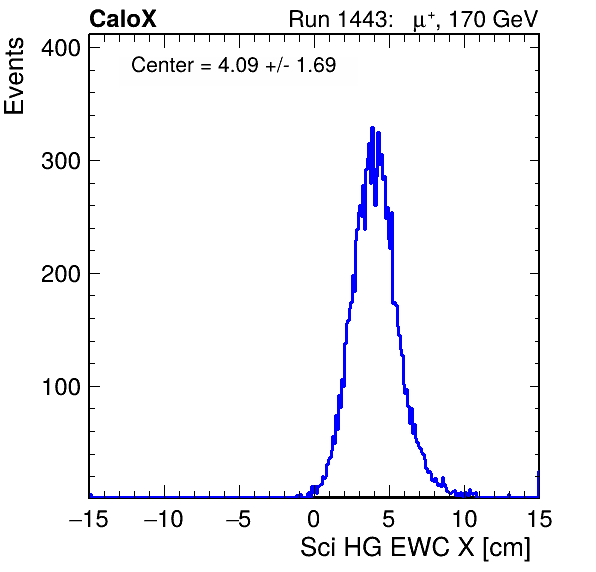 CaloX Run 1443: μ⁺, 170 GeV
Center = 4.09 +/- 1.69
Events
400
300
200
100
−15 −10 −5 0 5 10 15
Sci HG EWC X [cm]